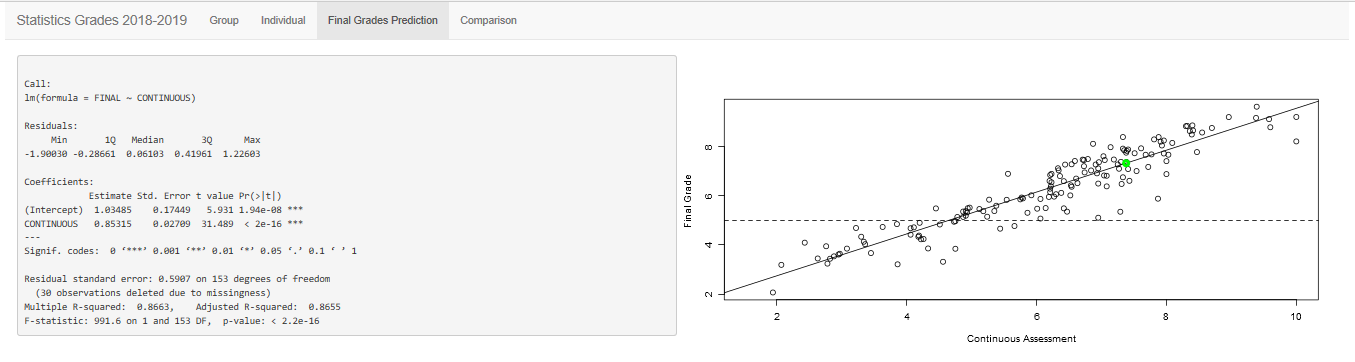 Statistics Grades 2018-2019 Group Individual Final Grades Prediction Comparison
Call:
lm(formula = FINAL ~ CONTINUOUS)
Residuals:
Min 1Q Median 3Q Max
-1.90030 -0.28661 0.06103 0.41961 1.22603
Coefficients:
Estimate Std. Error t value Pr(>|t|)
(Intercept) 1.03485 0.17449 5.931 1.94e-08 ***
CONTINUOUS 0.85315 0.02709 31.489 < 2e-16 ***
---
Signif. codes: 0 ‘***’ 0.001 ‘**’ 0.01 ‘*’ 0.05 ‘.’ 0.1 ‘ ’ 1
Residual standard error: 0.5907 on 153 degrees of freedom
(30 observations deleted due to missingness)
Multiple R-squared: 0.8663, Adjusted R-squared: 0.8655
F-statistic: 991.6 on 1 and 153 DF, p-value: < 2.2e-16
Final Grade
8
6
4
2
2 4 6 8 10
Continuous Assessment